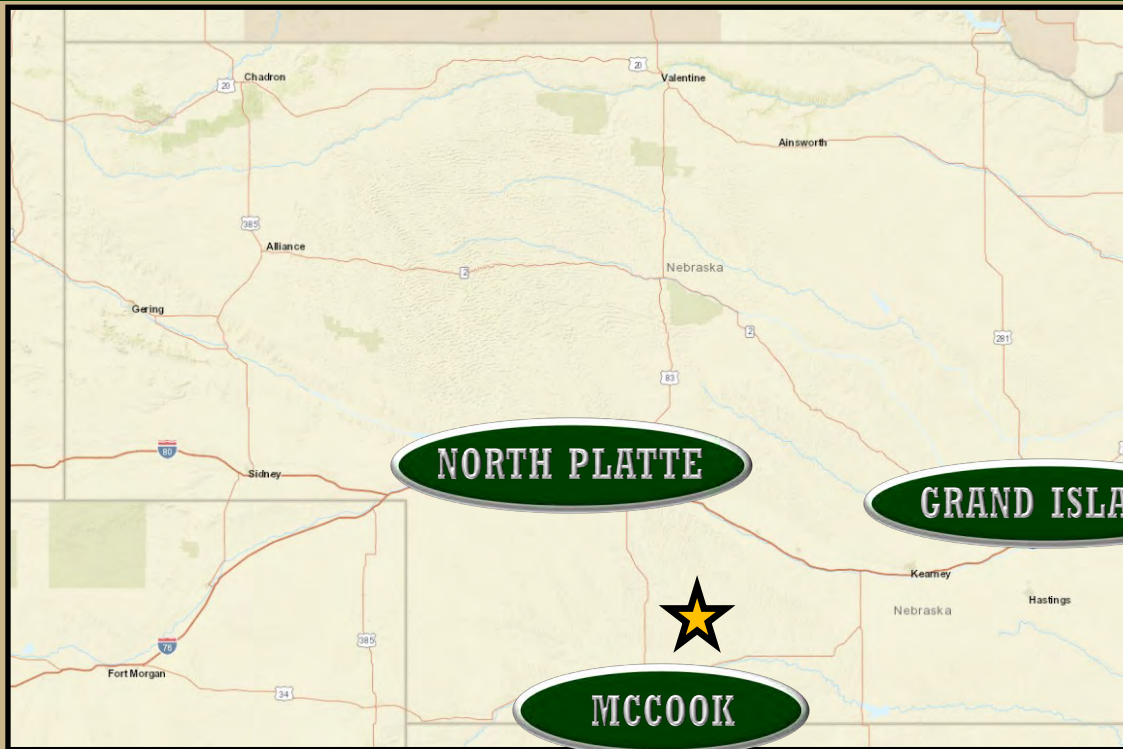 Chadron
20
20
Valentine
Ainsworth
385
Alliance
2
Nebraska
Gering
2
281
83
80
Sidney
NORTH PLATTE
GRAND ISLA
Kearney
Nebraska
Hastings
385
76
Fort Morgan
34
MCCOOK